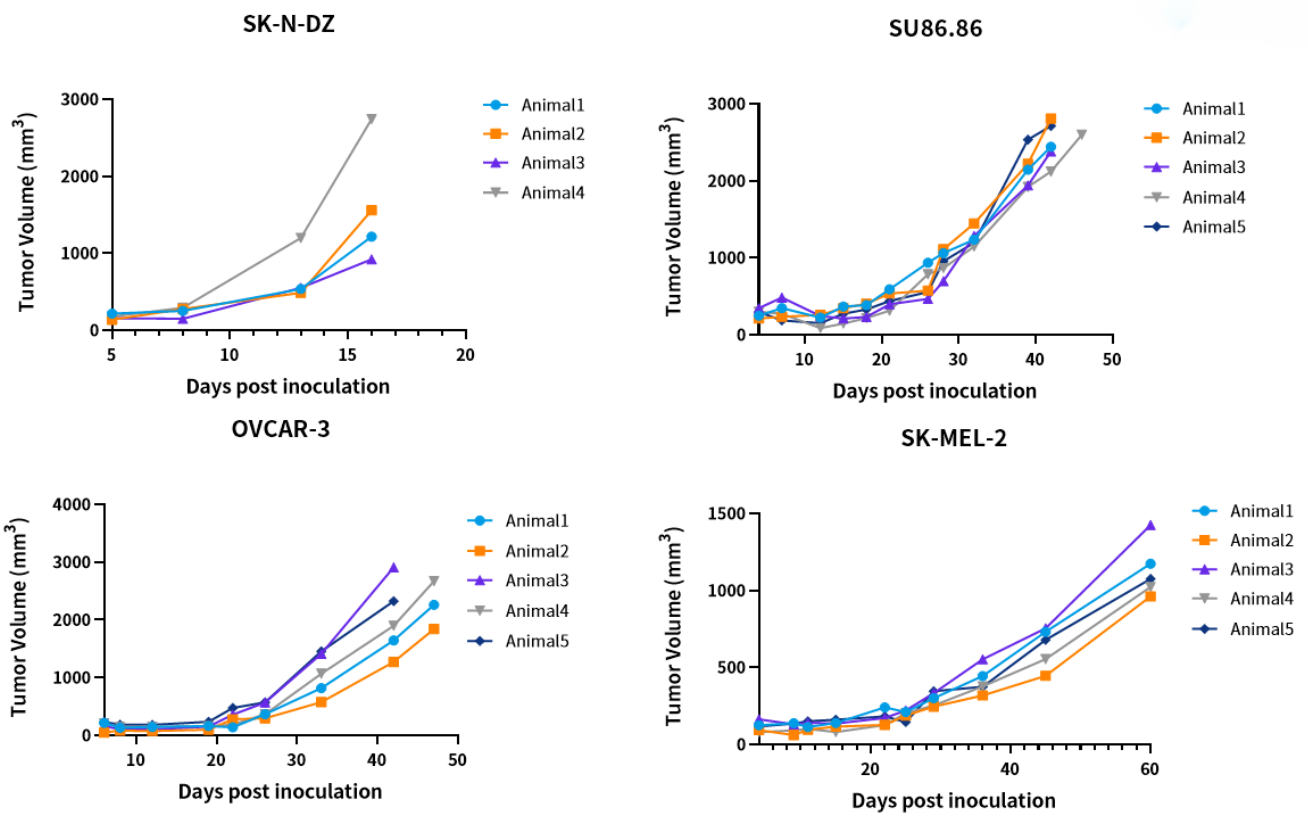 SK-N-DZ
Tumor Volume (mm³)
3000
2000
1000
0
5
10
15
20
Days post inoculation
Animal1
Animal2
Animal3
Animal4
SU86.86
Tumor Volume (mm³)
3000
2000
1000
0
10
20
30
40
50
Days post inoculation
Animal1
Animal2
Animal3
Animal4
Animal5
OVCAR-3
Tumor Volume (mm³)
4000
3000
2000
1000
0
10
20
30
40
50
Days post inoculation
Animal1
Animal2
Animal3
Animal4
Animal5
SK-MEL-2
Tumor Volume (mm³)
1500
1000
500
0
20
40
60
Days post inoculation
Animal1
Animal2
Animal3
Animal4
Animal5